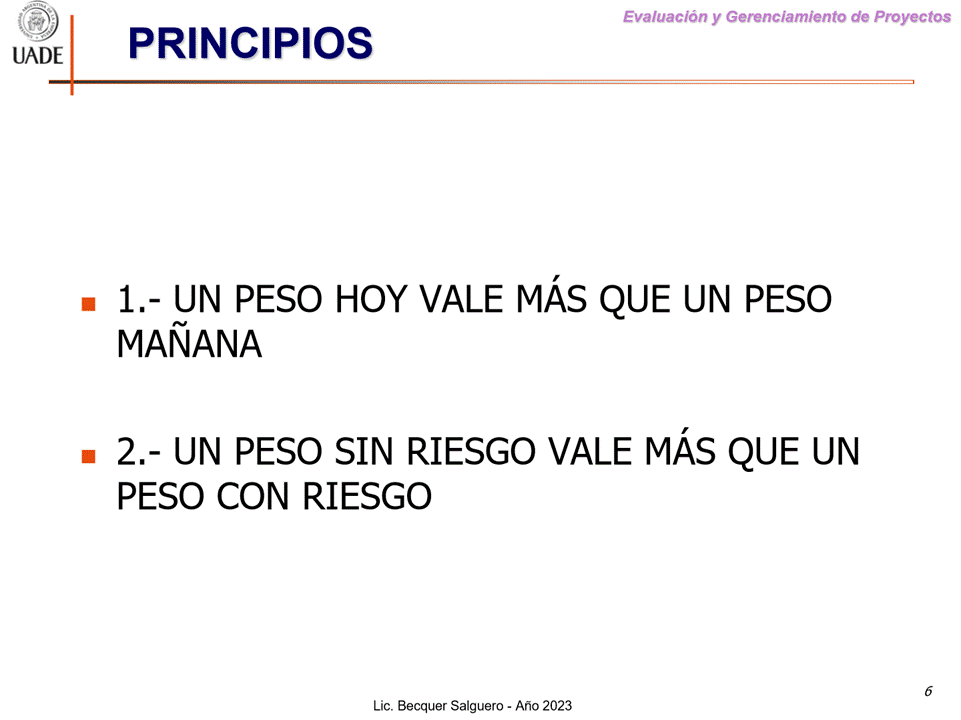 Evaluación y Gerenciamiento de Proyectos
UADE
PRINCIPIOS
1.- UN PESO HOY VALE MÁS QUE UN PESO
MAÑANA
2.- UN PESO SIN RIESGO VALE MÁS QUE UN
PESO CON RIESGO
6
Lic. Becquer Salguero - Año 2023